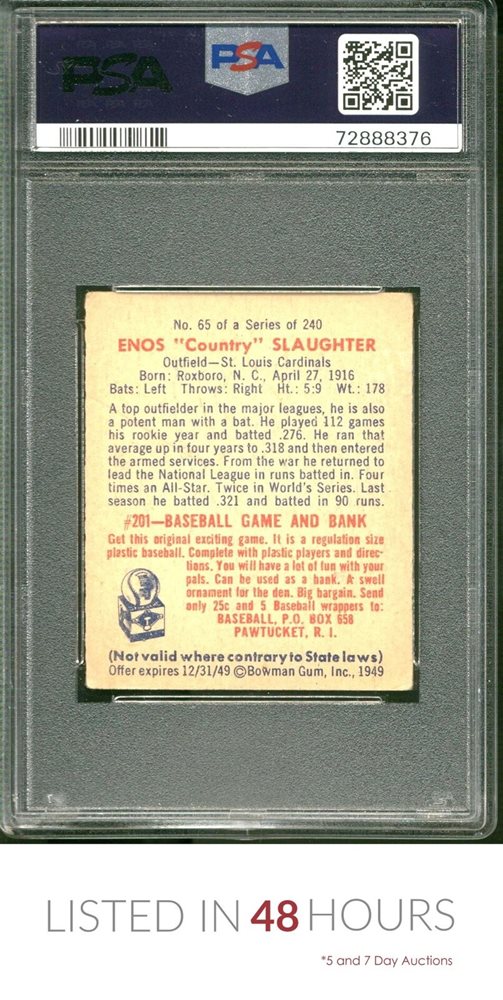 PSA
PSA
72888376
No. 65 of a Series of 240
ENOS "Country" SLAUGHTER
Outfield—St. Louis Cardinals
Born: Roxboro, N. C., April 27, 1916
Bats: Left Throws: Right Ht.: 5:9 Wt.: 178
A top outfielder in the major leagues, he is also
a potent man with a bat. He played 112 games
his rookie year and batted .276. He ran that
average up in four years to .318 and then entered
the armed services. From the war he returned to
lead the National League in runs batted in. Four
times an All-Star. Twice in World's Series. Last
season he batted .321 and batted in 90 runs.
#201—BASEBALL GAME AND BANK
Get this original exciting game. It is a regulation size
plastic baseball. Complete with plastic players and direc-
tions. You will have a lot of fun with your
pals. Can be used as a bank. A swell
ornament for the den. Big bargain. Send
only 25c and 5 Baseball wrappers to:
BASEBALL, P.O. BOX 658
PAWTUCKET, R. I.
(Not valid where contrary to State laws)
Offer expires 12/31/49 ©Bowman Gum, Inc., 1949
LISTED IN 48 HOURS
*5 and 7 Day Auctions